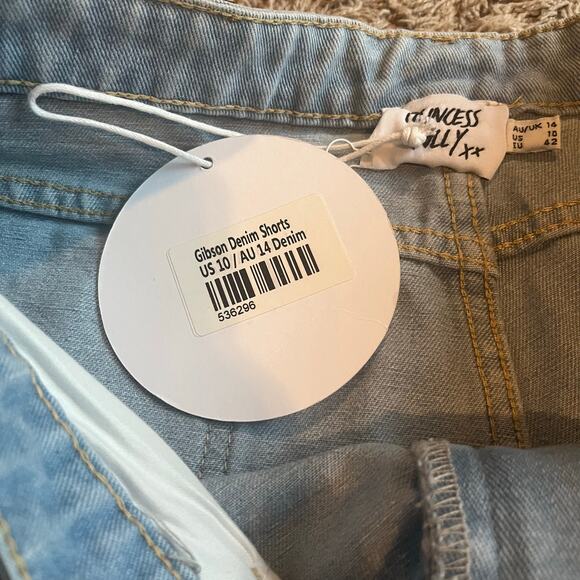 PRINCESS
POLLY xx
AU/UK 14
US 10
EU 42
Gibson Denim Shorts
US 10 / AU 14 Denim
536296